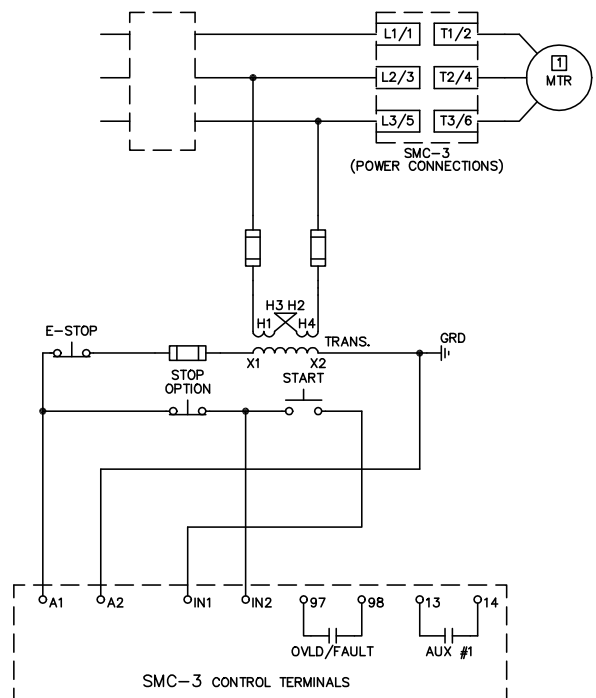 L1/1 T1/2
1
L2/3 T2/4
MTR
L3/5 T3/6
SMC-3
(POWER CONNECTIONS)
H3 H2
H1 H4
E-STOP
TRANS.
GRD
X1 X2
STOP
OPTION
START
A1 A2 IN1 IN2 97 98 13 14
OVLD/FAULT AUX #1
SMC-3 CONTROL TERMINALS